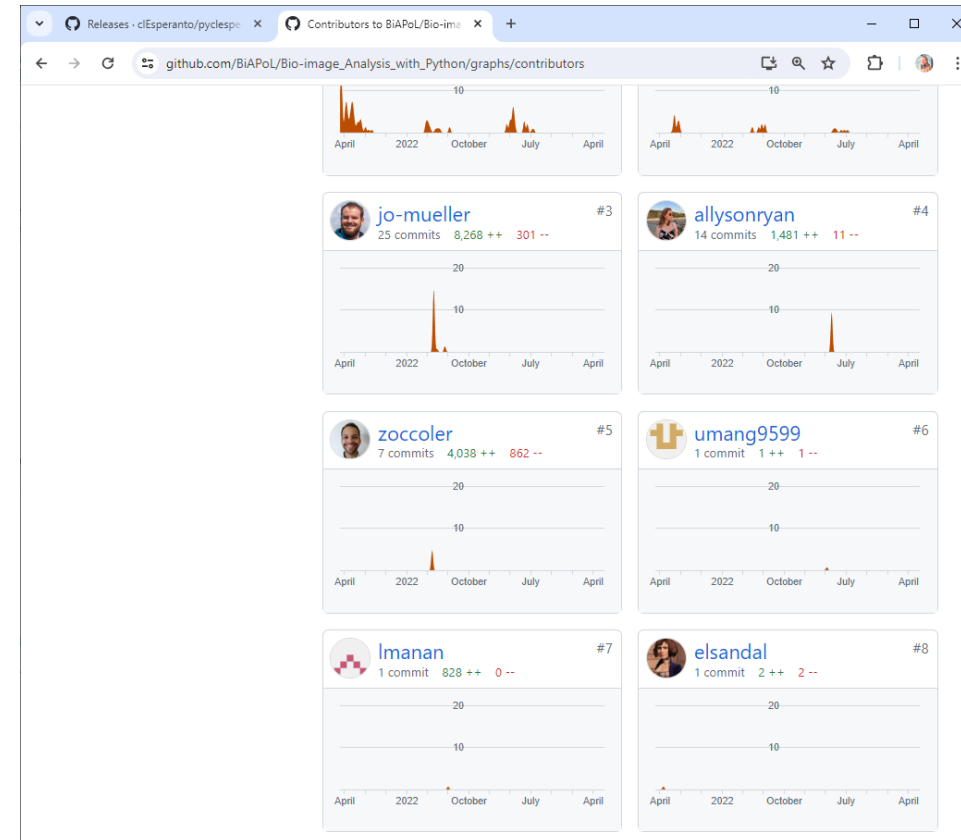 Releases · clEsperanto/pyclespe
Contributors to BiAPoL/Bio-ima
github.com/BiAPoL/Bio-image_Analysis_with_Python/graphs/contributors
10
April 2022 October July April
10
April 2022 October July April
jo-mueller #3
25 commits 8,268 ++ 301 --
20
10
April 2022 October July April
allysonryan #4
14 commits 1,481 ++ 11 --
20
10
April 2022 October July April
zoccoler #5
7 commits 4,038 ++ 862 --
20
10
April 2022 October July April
umang9599 #6
1 commit 1 ++ 1 --
20
10
April 2022 October July April
lmanan #7
1 commit 828 ++ 0 --
20
10
April 2022 October July April
elsandal #8
1 commit 2 ++ 2 --
20
10
April 2022 October July April